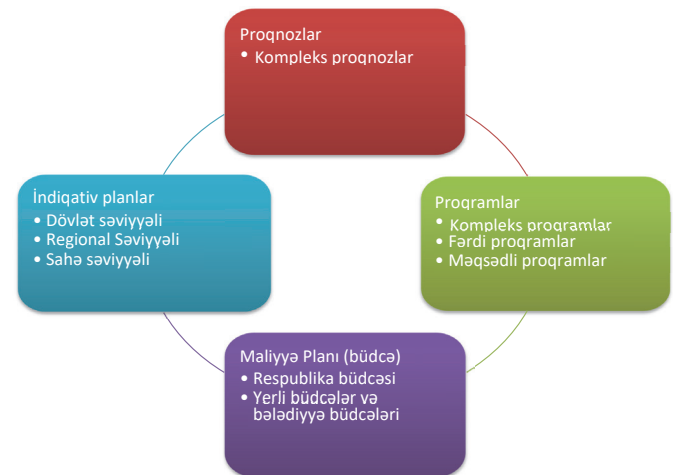 Proqnozlar
• Kompleks proqnozlar
İndiqativ planlar
• Dövlət səviyyəli
• Regional Səviyyəli
• Sahə səviyyəli
Proqramlar
• Kompleks proqramlar
• Fərdi proqramlar
• Məqsədli proqramlar
Maliyyə Planı (büdcə)
• Respublika büdcəsi
• Yerli büdcələr və
bələdiyyə büdcələri